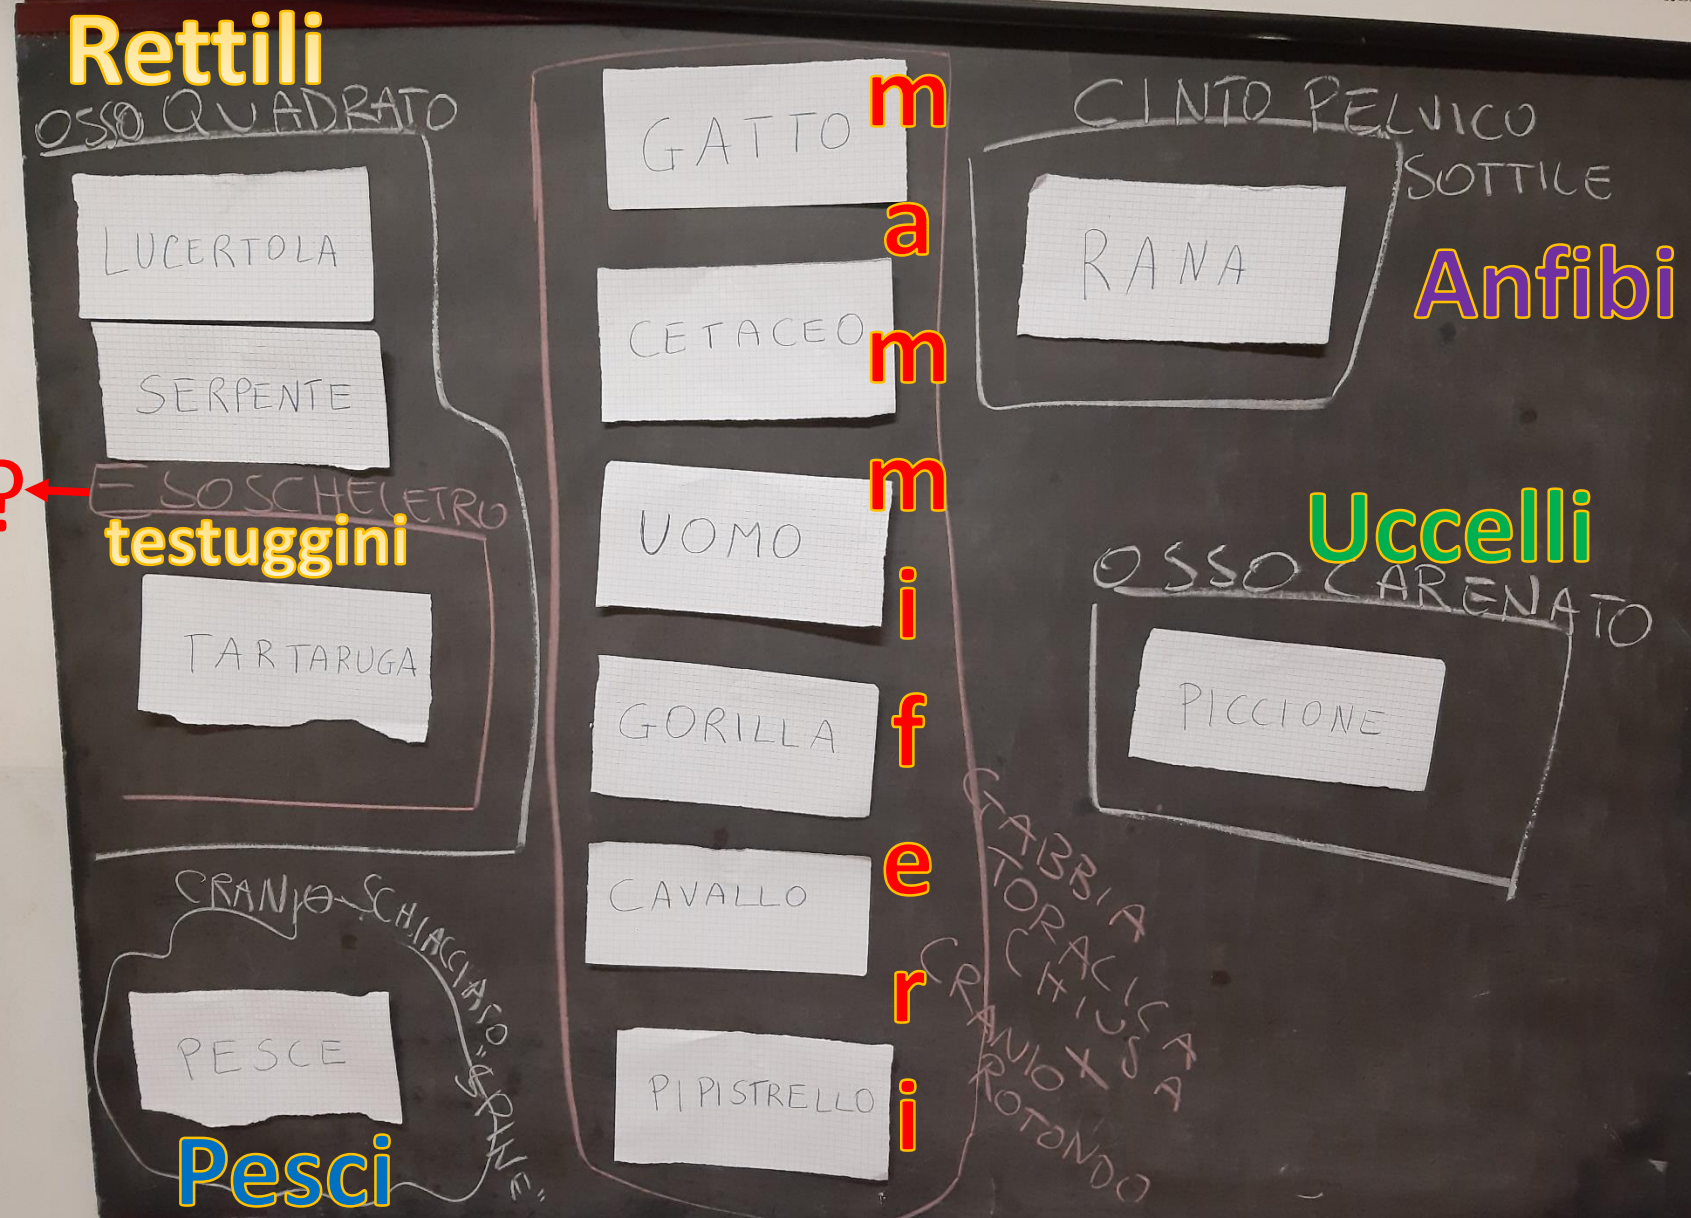 Rettili
OSSO QUADRATO
LUCERTOLA
SERPENTE
?
ESOSCHELETRO
testuggini
TARTARUGA
CRANIO SCHIACCIATO "SPINE"
PESCE
Pesci
mammiferi
GATTO
CETACEO
UOMO
GORILLA
CAVALLO
PIPISTRELLO
GABBIA
TORACICA
CHIUSA
CRANIO X
ROTONDO
CINTO PELVICO
SOTTILE
RANA
Anfibi
Uccelli
OSSO CARENATO
PICCIONE